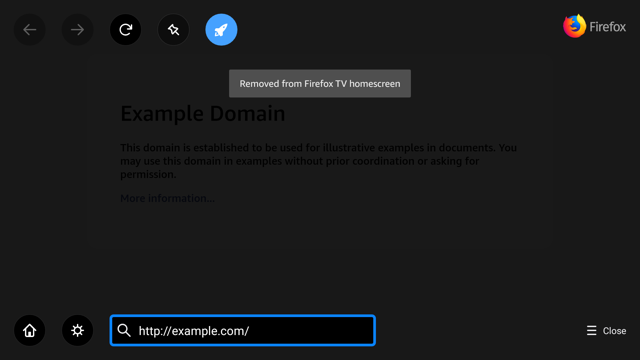 Firefox
Removed from Firefox TV homescreen
Example Domain
This domain is established to be used for illustrative examples in documents. You
may use this domain in examples without prior coordination or asking for
permission.
More information...
http://example.com/
Close